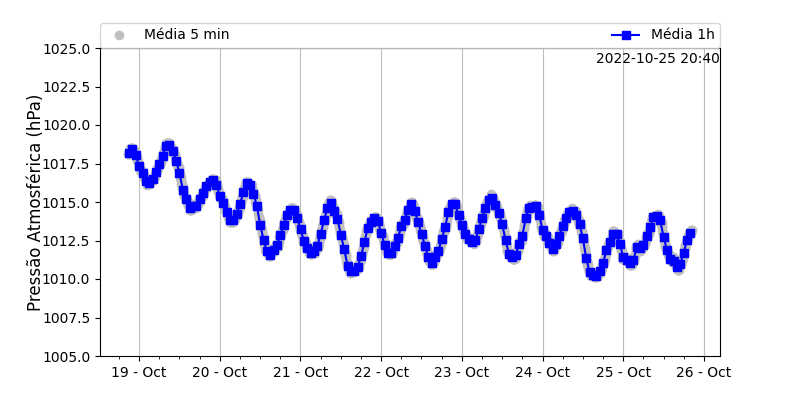 Média 5 min
Média 1h
2022-10-25 20:40
Pressão Atmosférica (hPa)
1025.0
1022.5
1020.0
1017.5
1015.0
1012.5
1010.0
1007.5
1005.0
19 - Oct
20 - Oct
21 - Oct
22 - Oct
23 - Oct
24 - Oct
25 - Oct
26 - Oct